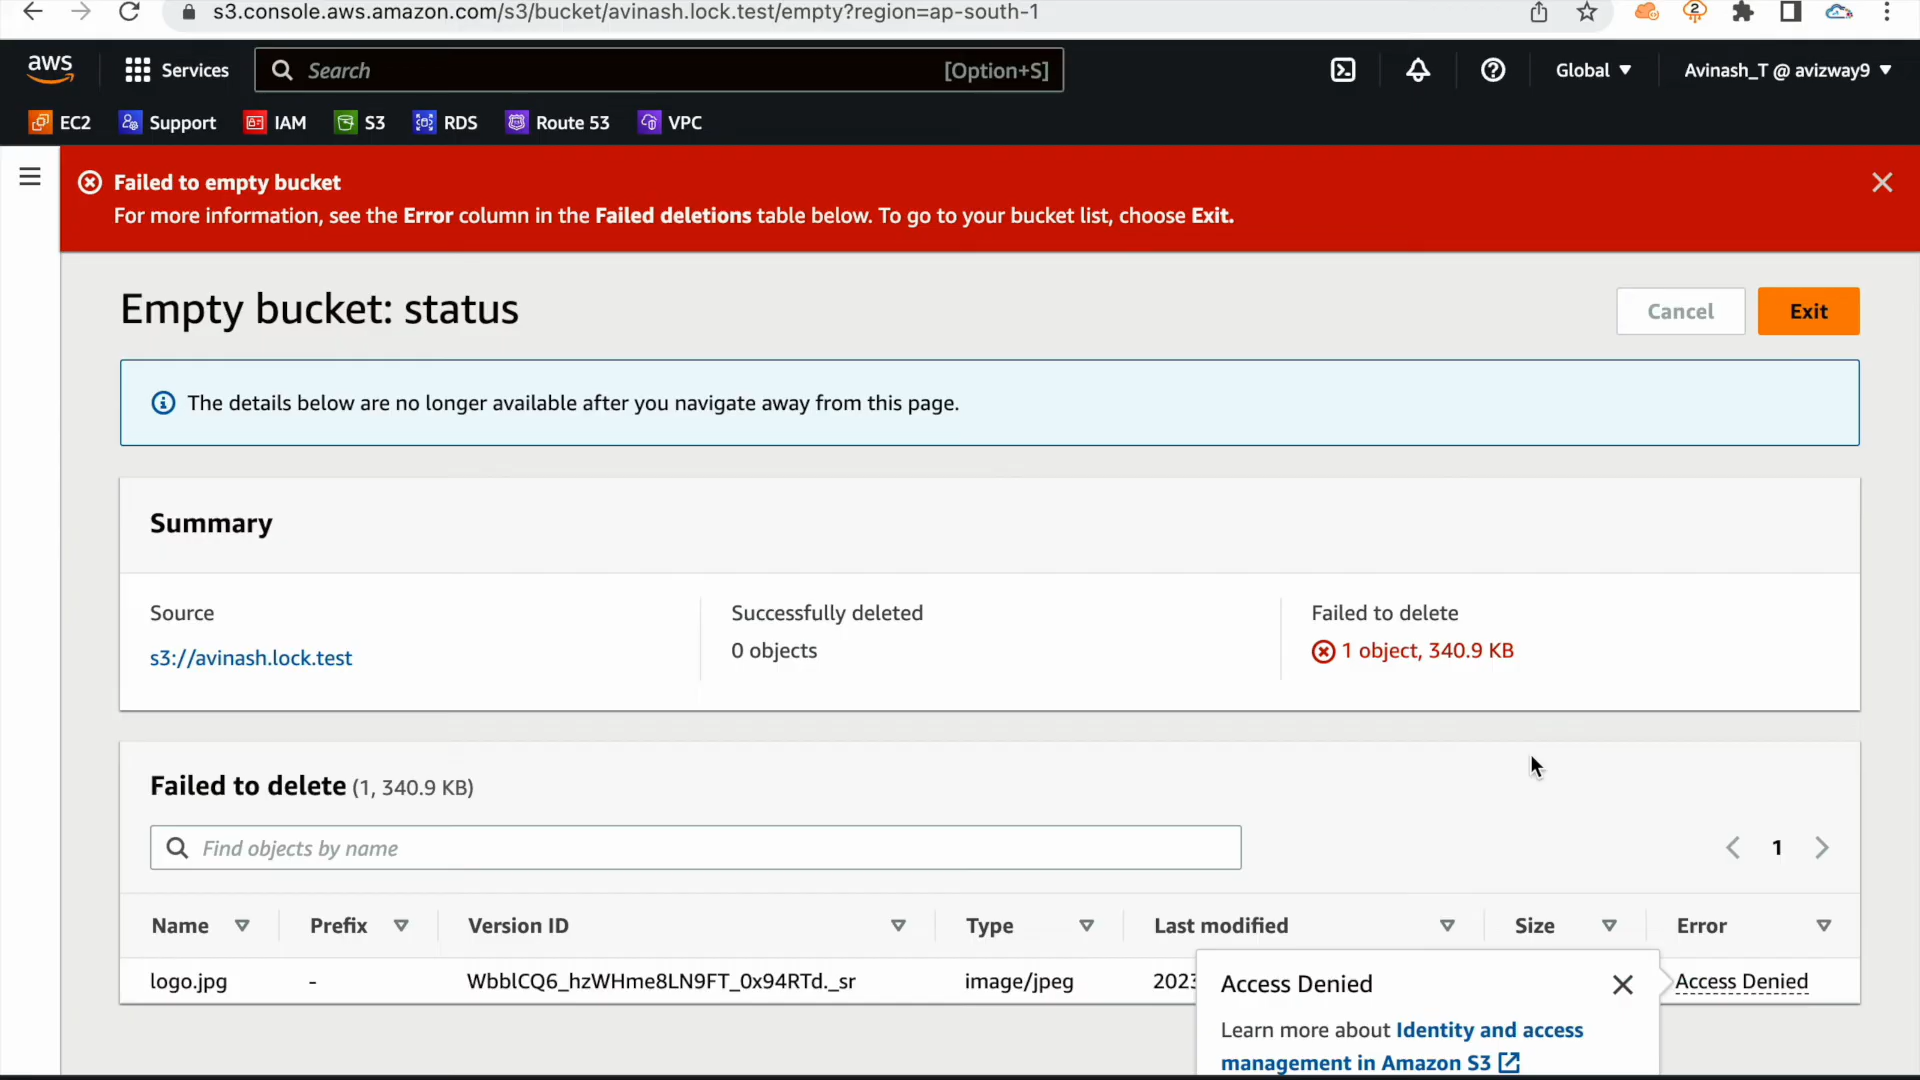 s3.console.aws.amazon.com/s3/bucket/avinash.lock.test/empty?region=ap-south-1
2
aws
Services
Search
[Option+S]
Global
Avinash_T @ avizway9
EC2
Support
IAM
S3
RDS
Route 53
VPC
Failed to empty bucket
For more information, see the Error column in the Failed deletions table below. To go to your bucket list, choose Exit.
Empty bucket: status
Cancel
Exit
The details below are no longer available after you navigate away from this page.
Summary
Source
s3://avinash.lock.test
Successfully deleted
0 objects
Failed to delete
1 object, 340.9 KB
Failed to delete (1, 340.9 KB)
Find objects by name
1
Name
Prefix
Version ID
Type
Last modified
Size
Error
logo.jpg
-
WbblCQ6_hzWHme8LN9FT_0x94RTd._sr
image/jpeg
2023
Access Denied
Access Denied
Learn more about Identity and access
management in Amazon S3